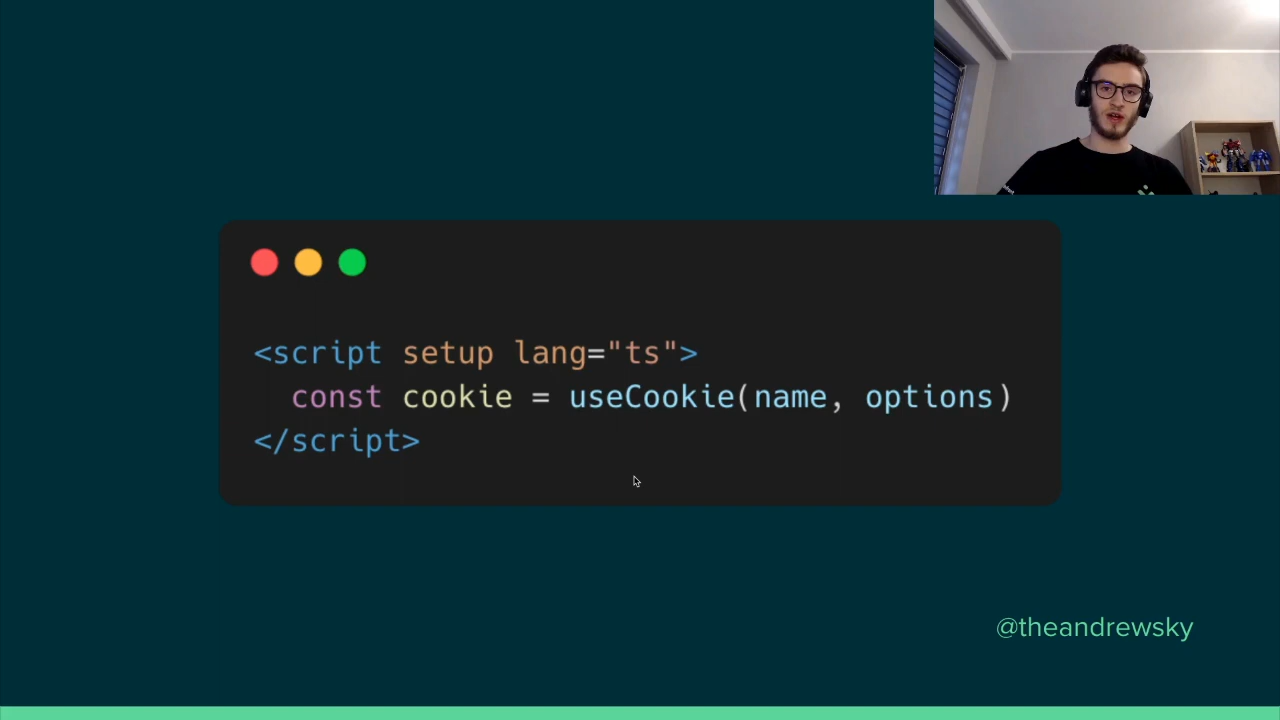 <script setup lang="ts">
  const cookie = useCookie(name, options)
</script>
@theandrewsky